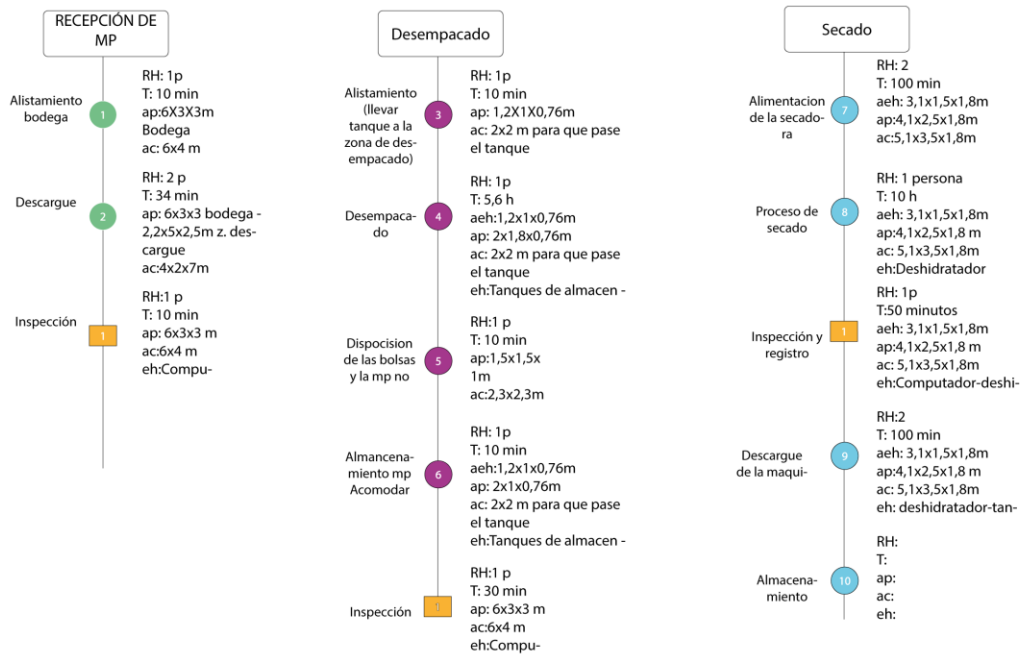 RECEPCIÓN DE
MP
Alistamiento
bodega
1
RH: 1p
T: 10 min
ap:6X3X3m
Bodega
ac: 6x4 m
Descargue
2
RH: 2 p
T: 34 min
ap: 6x3x3 bodega -
2,2x5x2,5m z. des-
cargue
ac:4x2x7m
Inspección
1
RH:1 p
T: 10 min
ap: 6x3x3 m
ac:6x4 m
eh:Compu-
Desempacado
Alistamiento
(llevar
tanque a la
zona de des-
empacado)
3
RH: 1p
T: 10 min
ap: 1,2X1X0,76m
ac: 2x2 m para que pase
el tanque
Desempaca-
do
4
RH: 1p
T: 5,6 h
aeh:1,2x1x0,76m
ap: 2x1,8x0,76m
ac: 2x2 m para que pase
el tanque
eh:Tanques de almacen -
Dispocision
de las bolsas
y la mp no
5
RH:1 p
T: 10 min
ap:1,5x1,5x
1m
ac:2,3x2,3m
Almancena-
miento mp
Acomodar
6
RH: 1p
T: 10 min
aeh:1,2x1x0,76m
ap: 2x1x0,76m
ac: 2x2 m para que pase
el tanque
eh:Tanques de almacen -
Inspección
RH:1 p
T: 30 min
ap: 6x3x3 m
ac:6x4 m
eh:Compu-
Secado
Alimentacion
de la secado-
ra
7
RH: 2
T: 100 min
aeh: 3,1x1,5x1,8m
ap:4,1x2,5x1,8m
ac:5,1x3,5x1,8m
Proceso de
secado
8
RH: 1 persona
T: 10 h
aeh: 3,1x1,5x1,8m
ap:4,1x2,5x1,8m
ac: 5,1x3,5x1,8m
eh:Deshidratador
Inspección y
registro
1
RH: 1p
T:50 minutos
aeh: 3,1x1,5x1,8m
ap:4,1x2,5x1,8 m
ac: 5,1x3,5x1,8m
eh:Computador-deshi-
Descargue
de la maqui-
9
RH:2
T: 100 min
aeh: 3,1x1,5x1,8m
ap:4,1x2,5x1,8 m
ac: 5,1x3,5x1,8m
eh: deshidratador-tan-
Almacena-
miento
10
RH:
T:
ap:
ac:
eh: